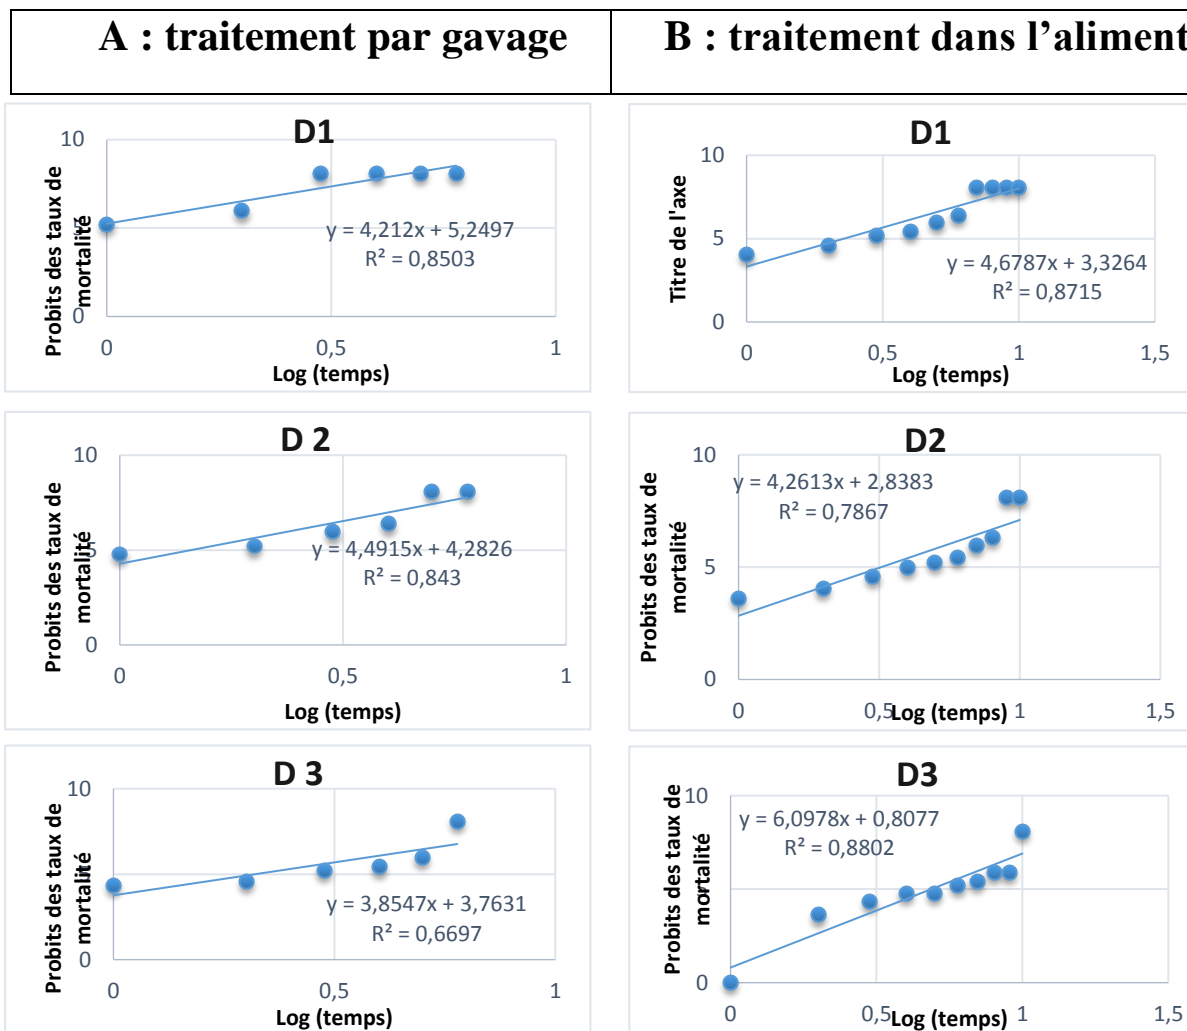 A : traitement par gavage
B : traitement dans l'aliment
D1
Probits des taux de
mortalité
10
5
0
y = 4,212x + 5,2497
R² = 0,8503
0
0,5
1
Log (temps)
D1
Titre de l'axe
10
5
0
y = 4,6787x + 3,3264
R² = 0,8715
0
0,5
1
1,5
Log (temps)
D 2
Probits des taux de
mortalité
10
5
0
y = 4,4915x + 4,2826
R² = 0,843
0
0,5
1
Log (temps)
D2
Probits des taux de
mortalité
10
5
0
y = 4,2613x + 2,8383
R² = 0,7867
0
0,5
1
1,5
Log (temps)
D 3
Probits des taux de
mortalité
10
5
0
y = 3,8547x + 3,7631
R² = 0,6697
0
0,5
1
Log (temps)
D3
Probits des taux de
mortalité
10
5
0
y = 6,0978x + 0,8077
R² = 0,8802
0
0,5
1
1,5
Log (temps)